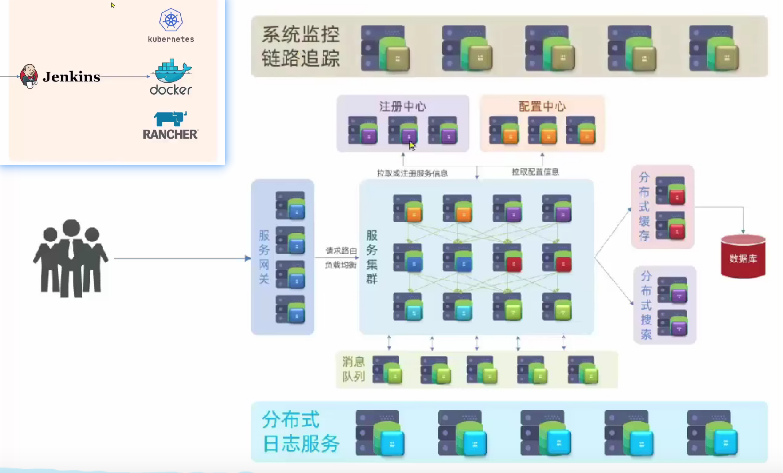 kubernetes
Jenkins
docker
RANCHER
系统监控
链路追踪
注册中心
配置中心
拉取或注册服务信息
拉取配置信息
服务网关
请求路由
负载均衡
服务集群
分布式缓存
数据库
分布式搜索
消息
队列
分布式
日志服务